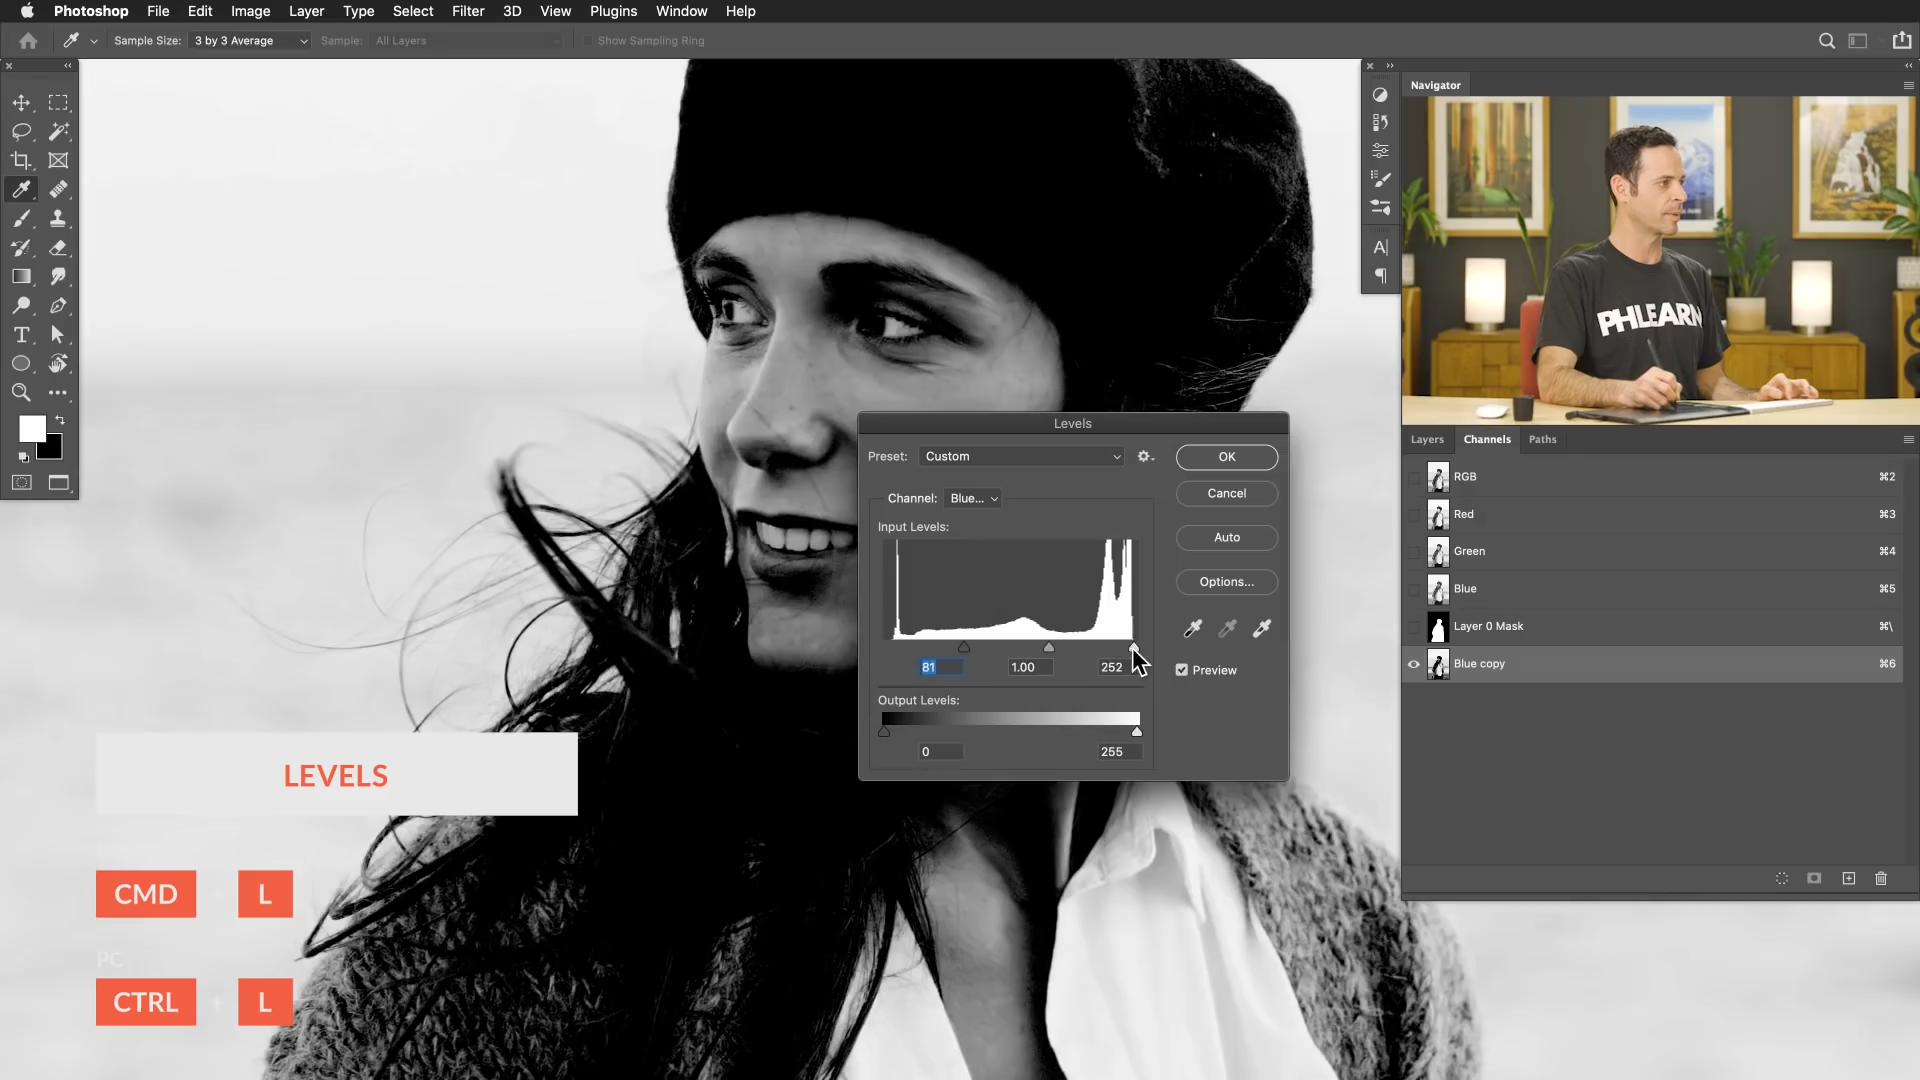 Photoshop File Edit Image Layer Type Select Filter 3D View Plugins Window Help
Sample Size: 3 by 3 Average Sample: All Layers Show Sampling Ring
Navigator
PHLEARN
Levels
Preset: Custom
OK
Cancel
Channel: Blue...
Input Levels:
Auto
Options...
81 1.00 252
Preview
Output Levels:
0 255
Layers Channels Paths
RGB ⌘2
Red ⌘3
Green ⌘4
Blue ⌘5
Layer 0 Mask ⌘\
Blue copy ⌘6
LEVELS
CMD + L
PC
CTRL + L